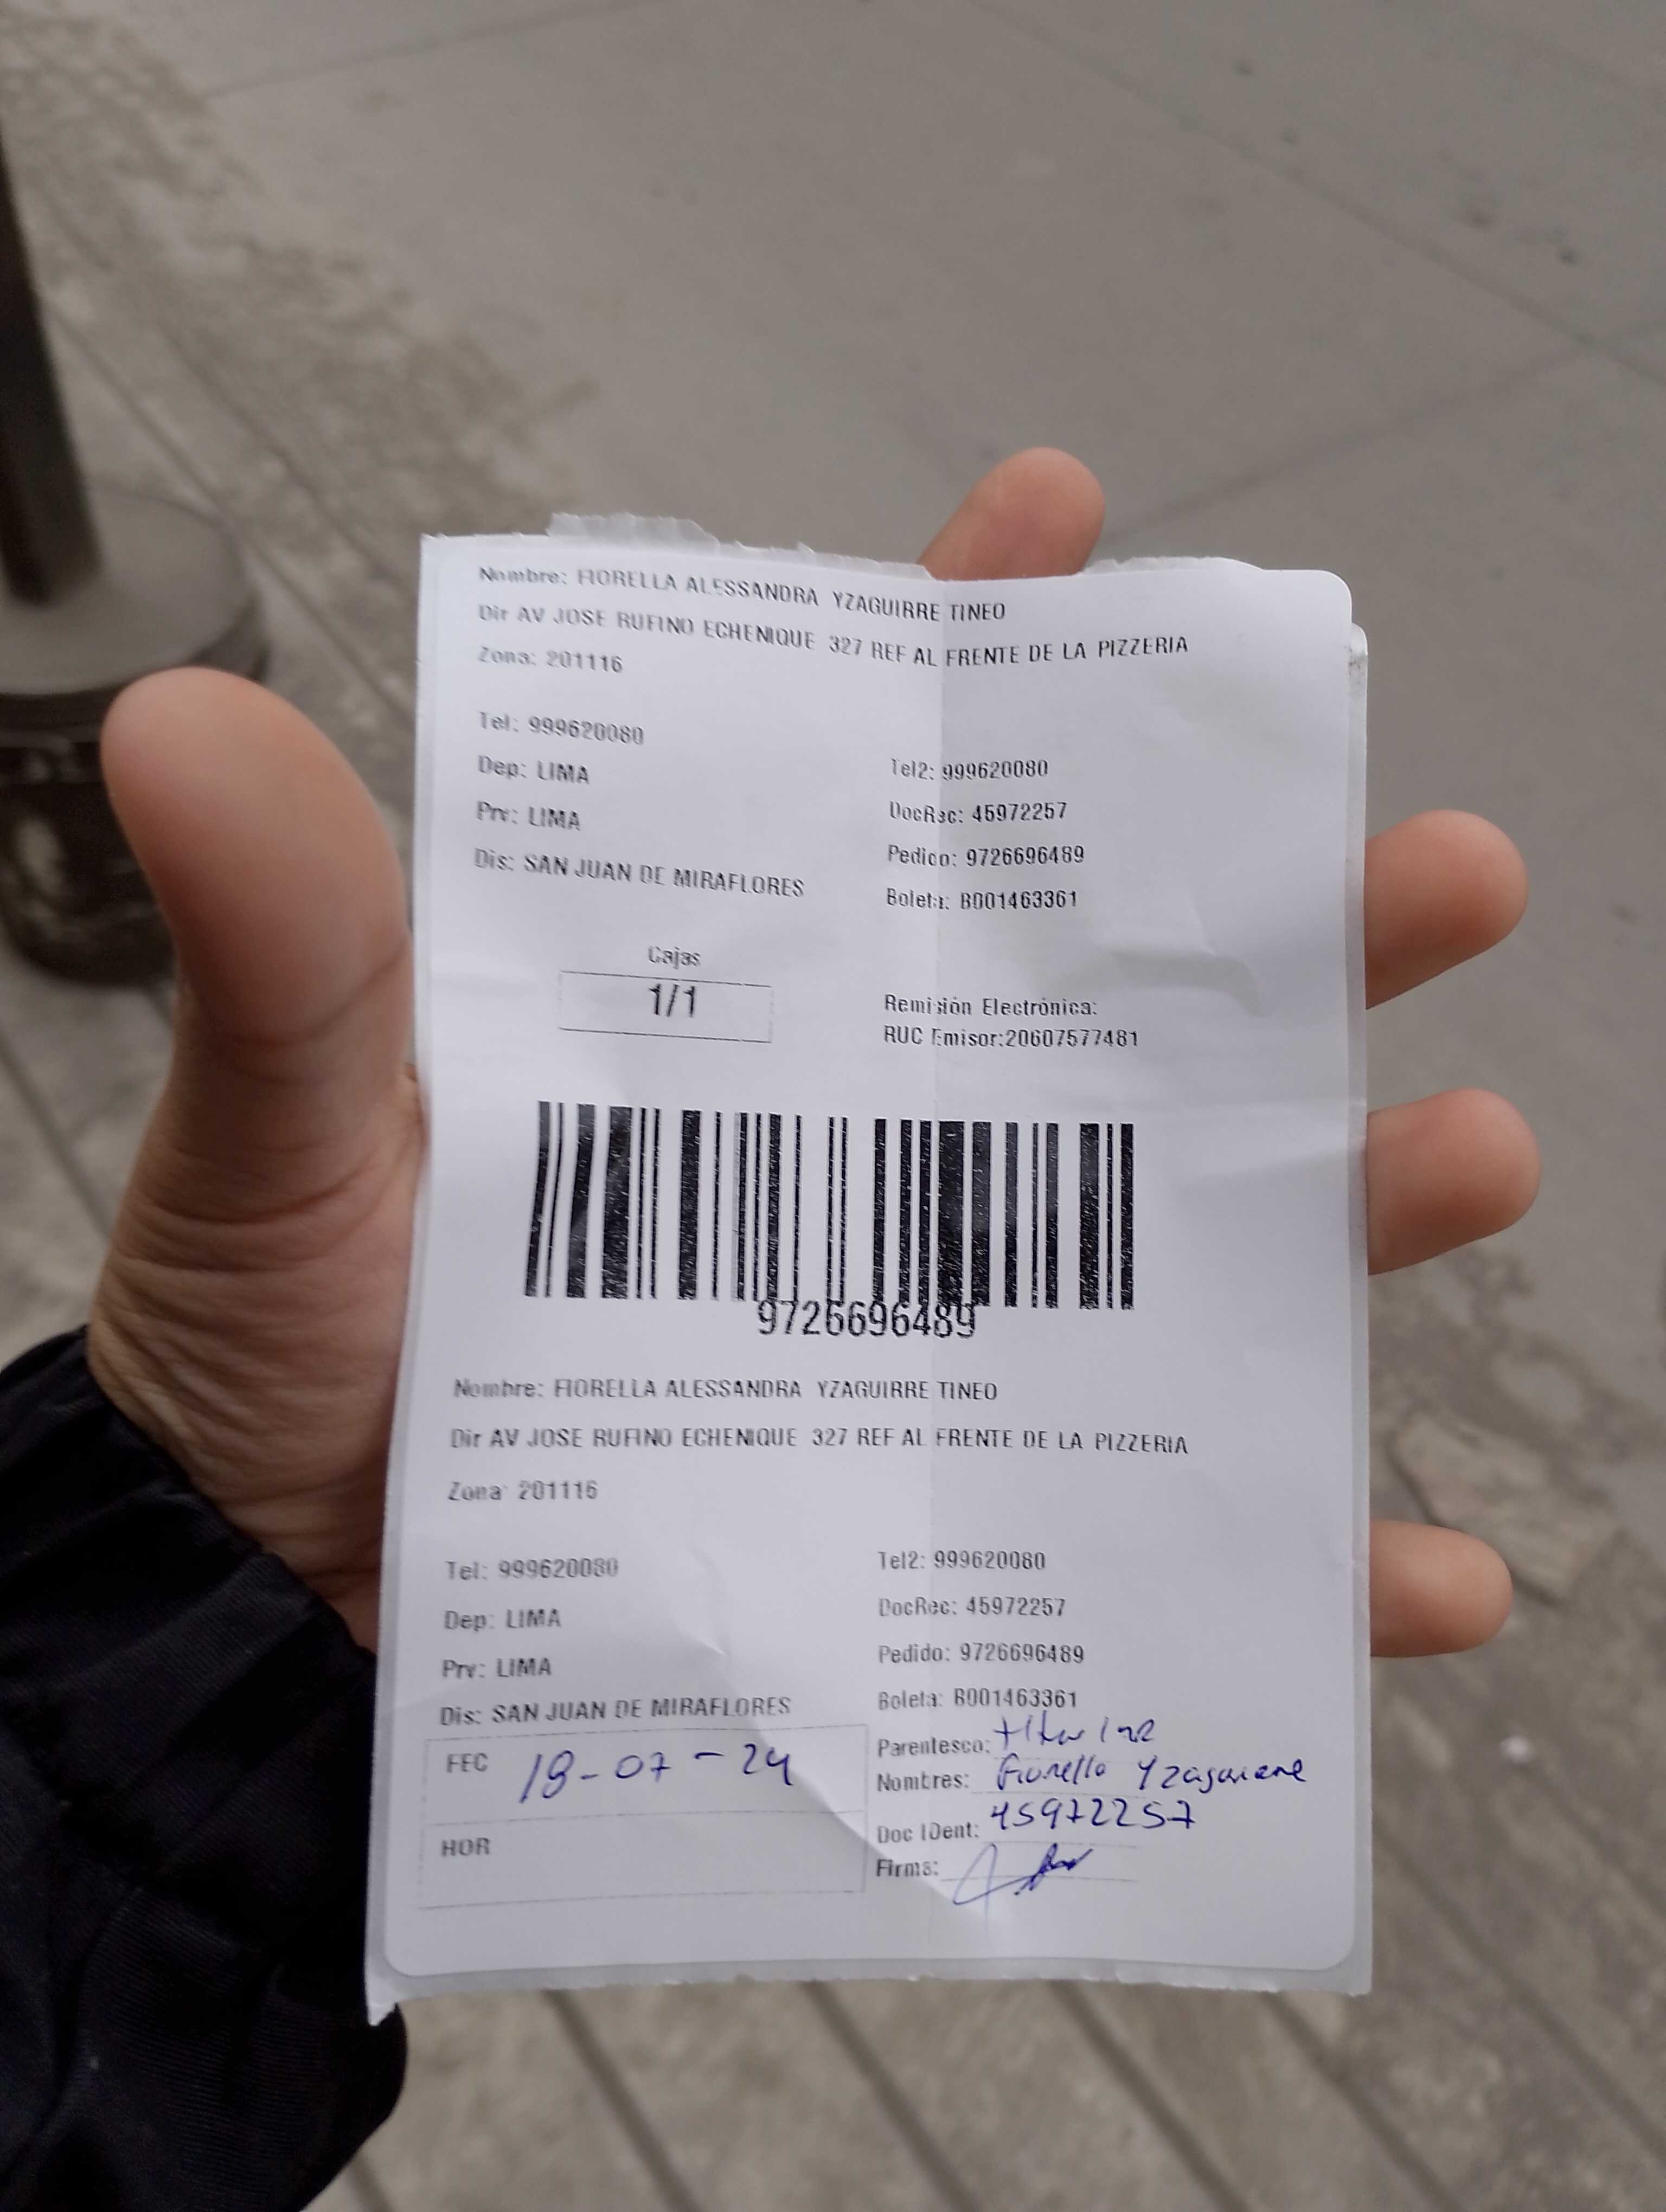 Nombre: FIORELLA ALESSANDRA YZAGUIRRE TINEO
Dir AV JOSE RUFINO ECHENIQUE 327 REF AL FRENTE DE LA PIZZERIA
Zona: 201116
Tel: 999620080
Tel2: 999620080
Dep: LIMA
DocRec: 45972257
Prv: LIMA
Pedido: 9726696489
Dis: SAN JUAN DE MIRAFLORES
Boleta: B001463361
Cajas
1/1
Remisión Electrónica:
RUC Emisor:20607577481
9726696489
Nombre: FIORELLA ALESSANDRA YZAGUIRRE TINEO
Dir AV JOSE RUFINO ECHENIQUE 327 REF AL FRENTE DE LA PIZZERIA
Zona: 201116
Tel: 999620080
Tel2: 999620080
Dep: LIMA
DocRec: 45972257
Prv: LIMA
Pedido: 9726696489
Dis: SAN JUAN DE MIRAFLORES
Boleta: B001463361
FEC 18-07-24
Parentesco:
Nombres: Fiorella
Doc IDent: 45972257
HOR
Firma: